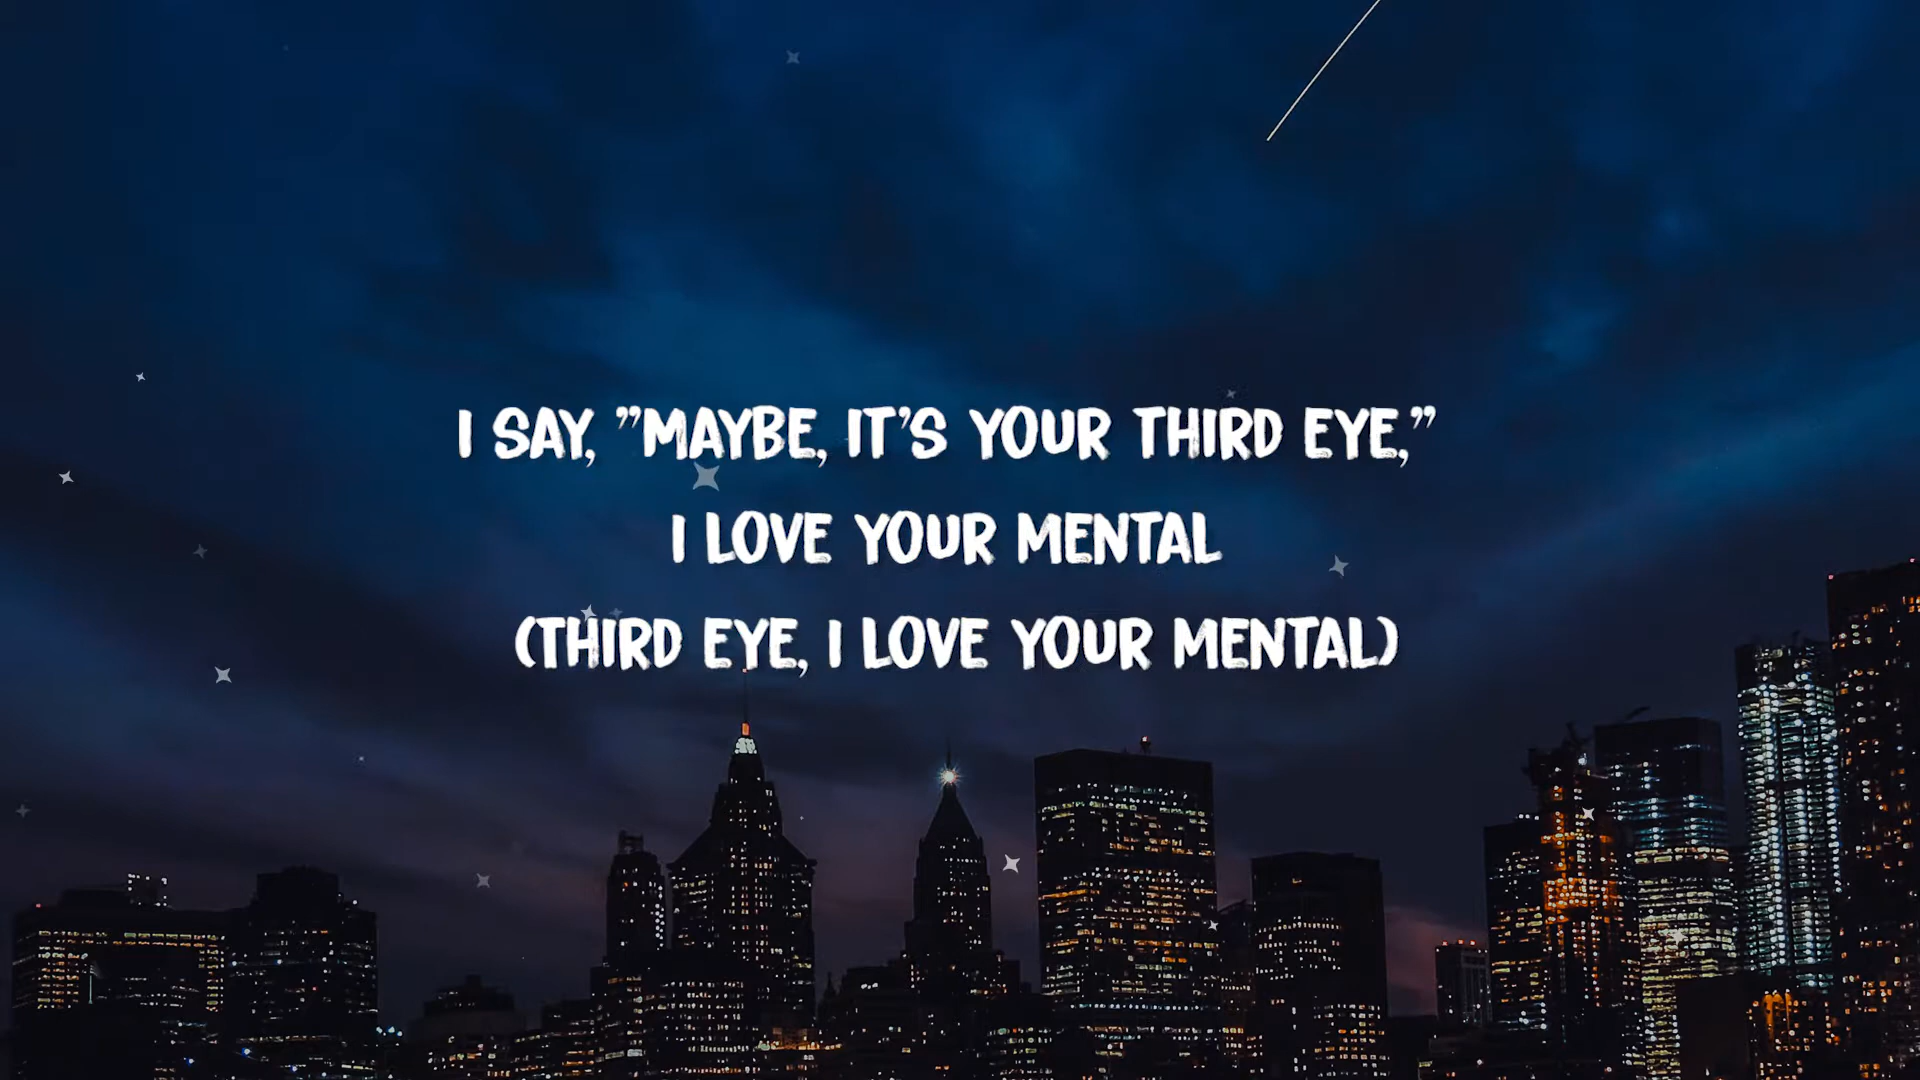 I SAY, "MAYBE, IT'S YOUR THIRD EYE,"
I LOVE YOUR MENTAL
(THIRD EYE, I LOVE YOUR MENTAL)